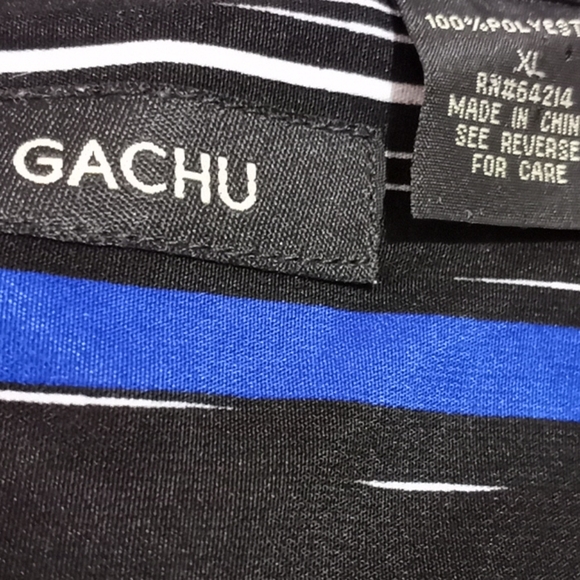 GACHU
100% POLYEST
XL
RN#64214
MADE IN CHIN
SEE REVERSE
FOR CARE